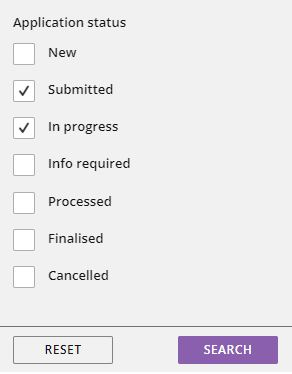 Application status
New
Submitted
In progress
Info required
Processed
Finalised
Cancelled
RESET
SEARCH